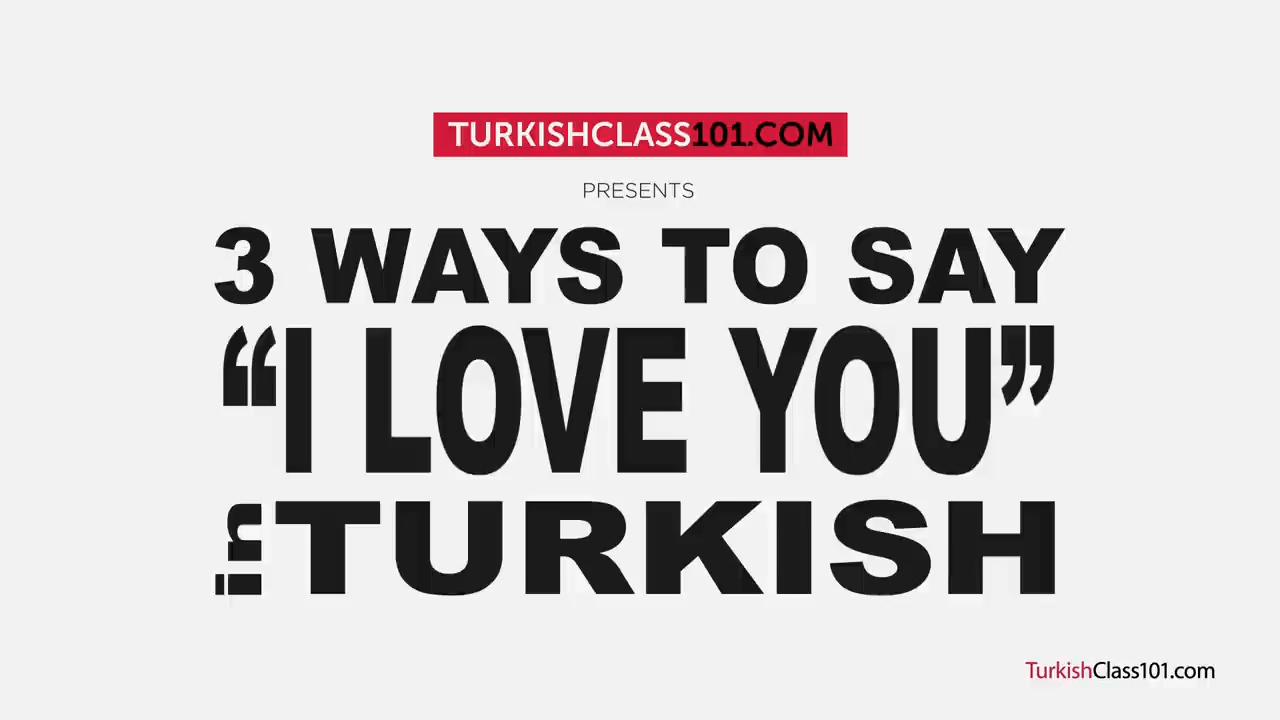 TURKISHCLASS101.COM
PRESENTS
3 WAYS TO SAY
“I LOVE YOU”
in TURKISH
TurkishClass101.com